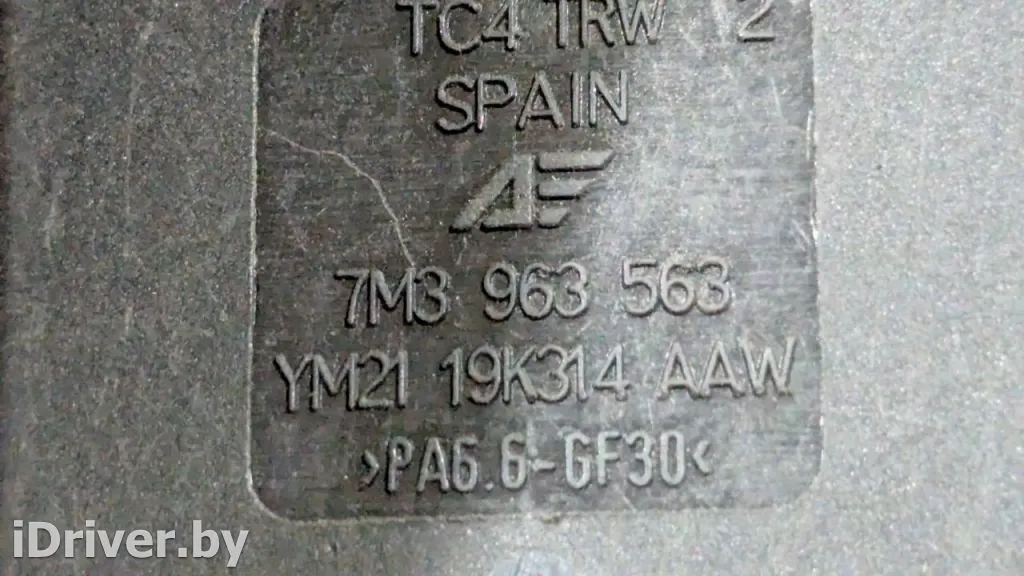 TC4 TRW 2
SPAIN
7M3 963 563
YM21 19K314 AAW
>PA6.6-GF30<
iDriver.by